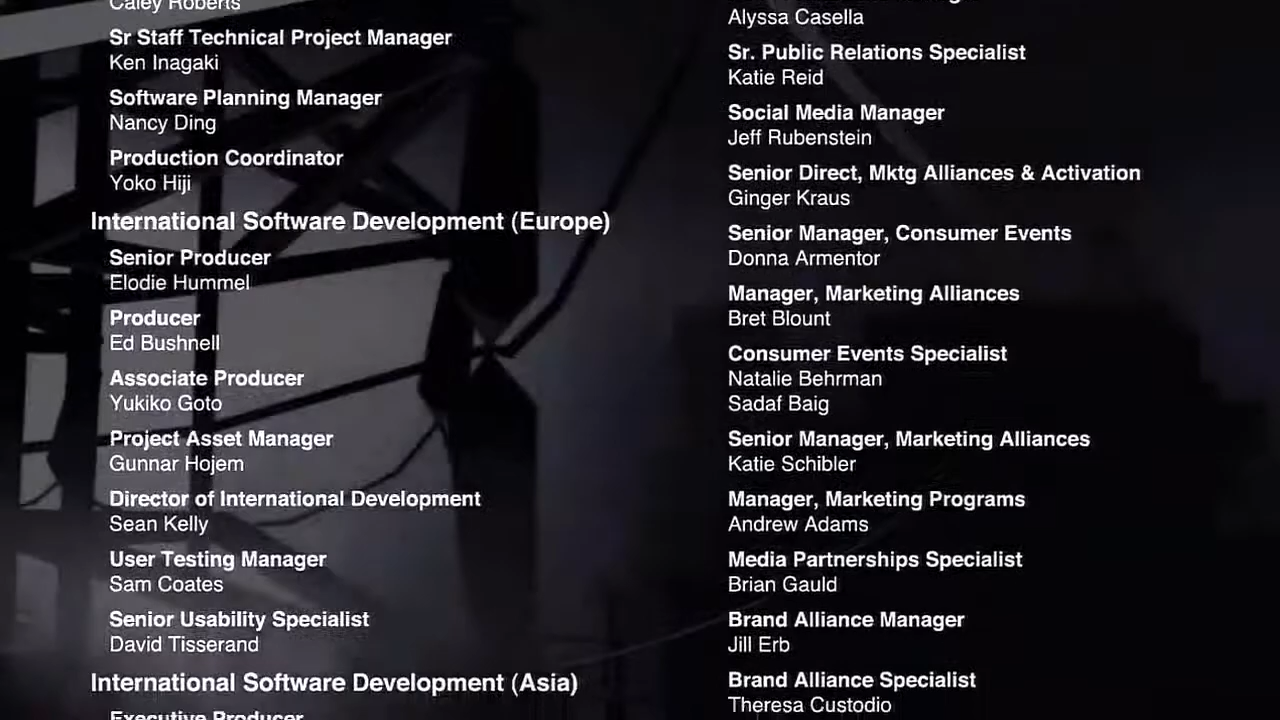 Caley Roberts
Sr Staff Technical Project Manager
Ken Inagaki
Software Planning Manager
Nancy Ding
Production Coordinator
Yoko Hiji
International Software Development (Europe)
Senior Producer
Elodie Hummel
Producer
Ed Bushnell
Associate Producer
Yukiko Goto
Project Asset Manager
Gunnar Hojem
Director of International Development
Sean Kelly
User Testing Manager
Sam Coates
Senior Usability Specialist
David Tisserand
International Software Development (Asia)
Executive Producer
Alyssa Casella
Sr. Public Relations Specialist
Katie Reid
Social Media Manager
Jeff Rubenstein
Senior Direct, Mktg Alliances & Activation
Ginger Kraus
Senior Manager, Consumer Events
Donna Armentor
Manager, Marketing Alliances
Bret Blount
Consumer Events Specialist
Natalie Behrman
Sadaf Baig
Senior Manager, Marketing Alliances
Katie Schibler
Manager, Marketing Programs
Andrew Adams
Media Partnerships Specialist
Brian Gauld
Brand Alliance Manager
Jill Erb
Brand Alliance Specialist
Theresa Custodio